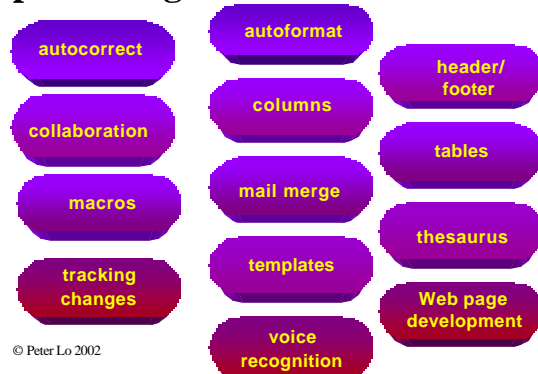 autocorrect
collaboration
macros
tracking
changes
autoformat
columns
mail merge
templates
voice
recognition
header/
footer
tables
thesaurus
Web page
development
© Peter Lo 2002